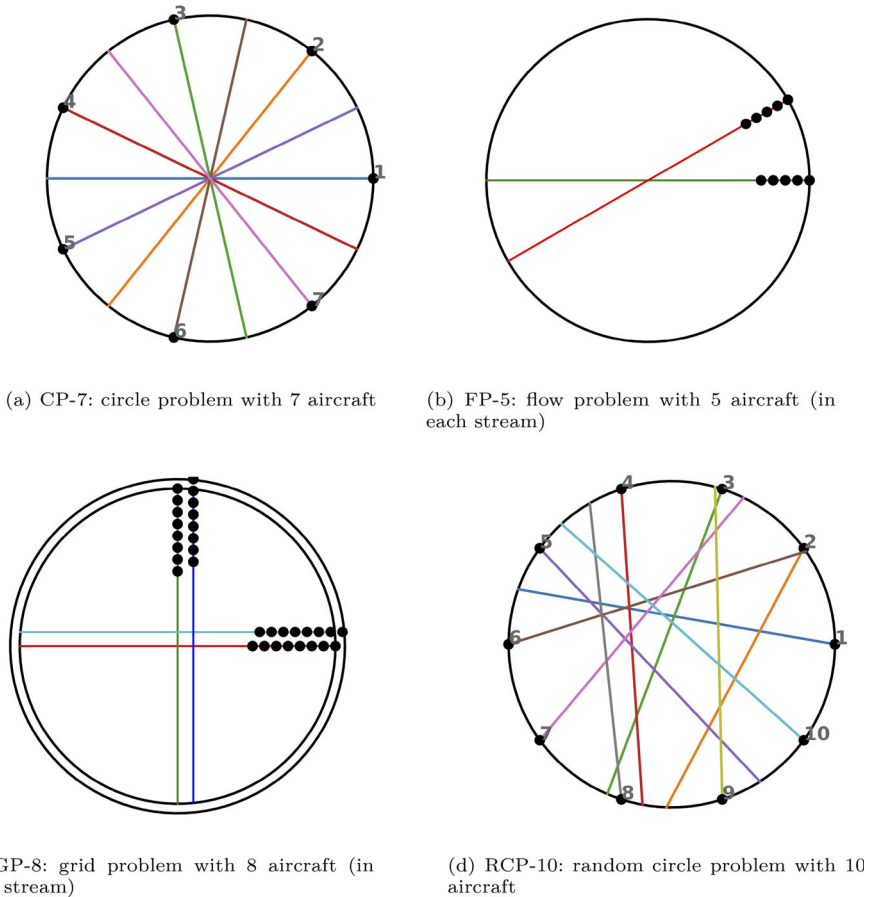 3
2
4
1
5
7
6
(a) CP-7: circle problem with 7 aircraft
(b) FP-5: flow problem with 5 aircraft (in
each stream)
4
3
5
2
6
1
7
10
8
9
GP-8: grid problem with 8 aircraft (in
stream)
(d) RCP-10: random circle problem with 10
aircraft